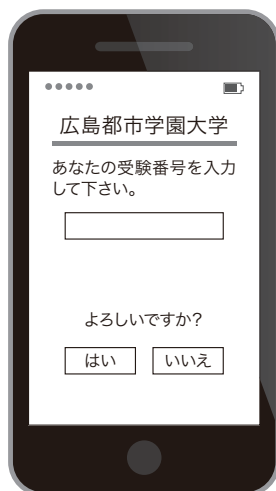 広島都市学園大学
あなたの受験番号を入力
して下さい。
よろしいですか?
はい
いいえ